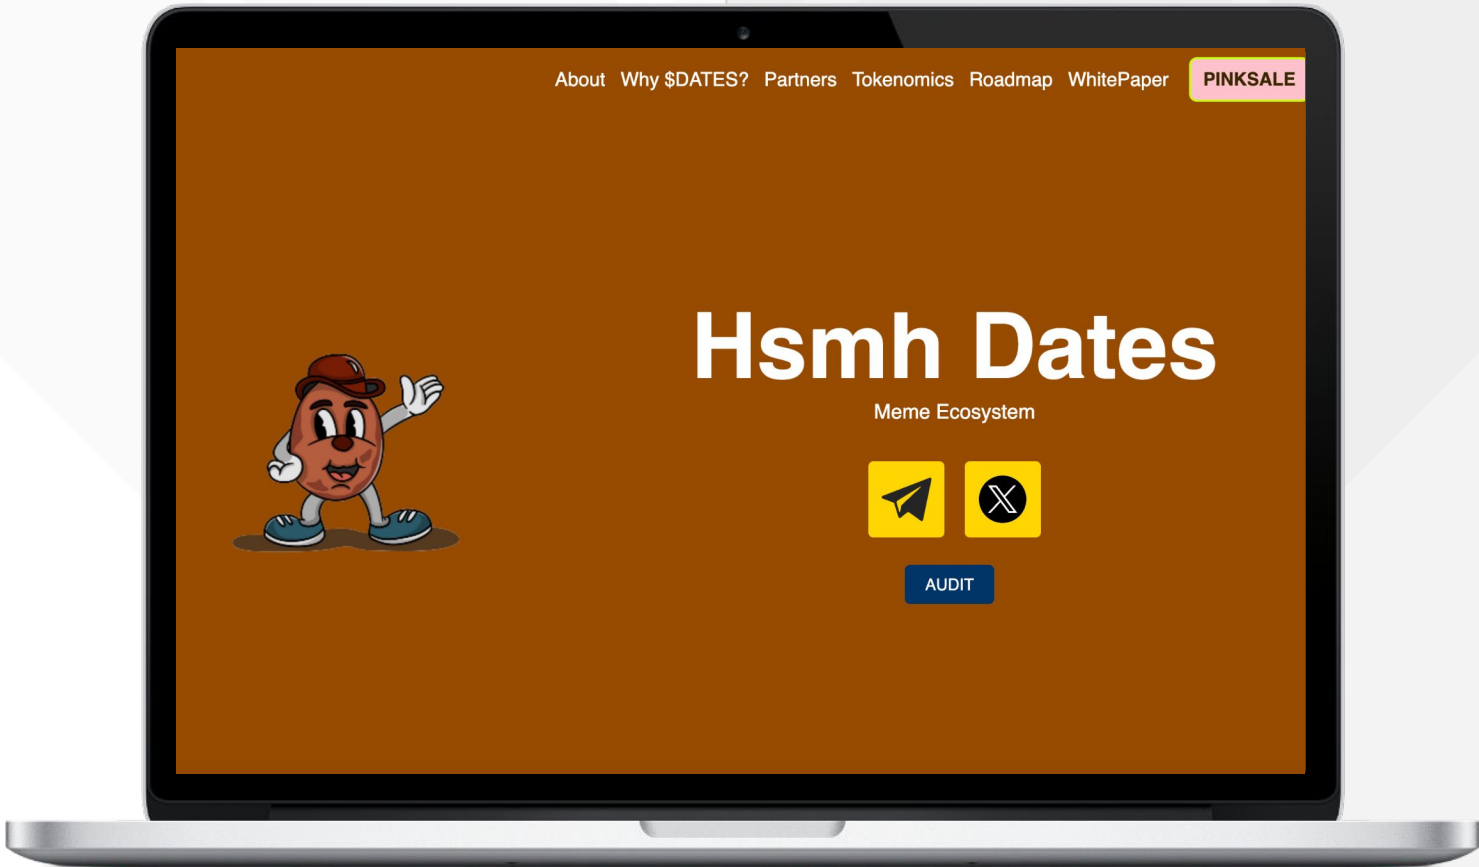 About Why $DATES? Partners Tokenomics Roadmap WhitePaper PINKSALE
Hsmh Dates
Meme Ecosystem
AUDIT